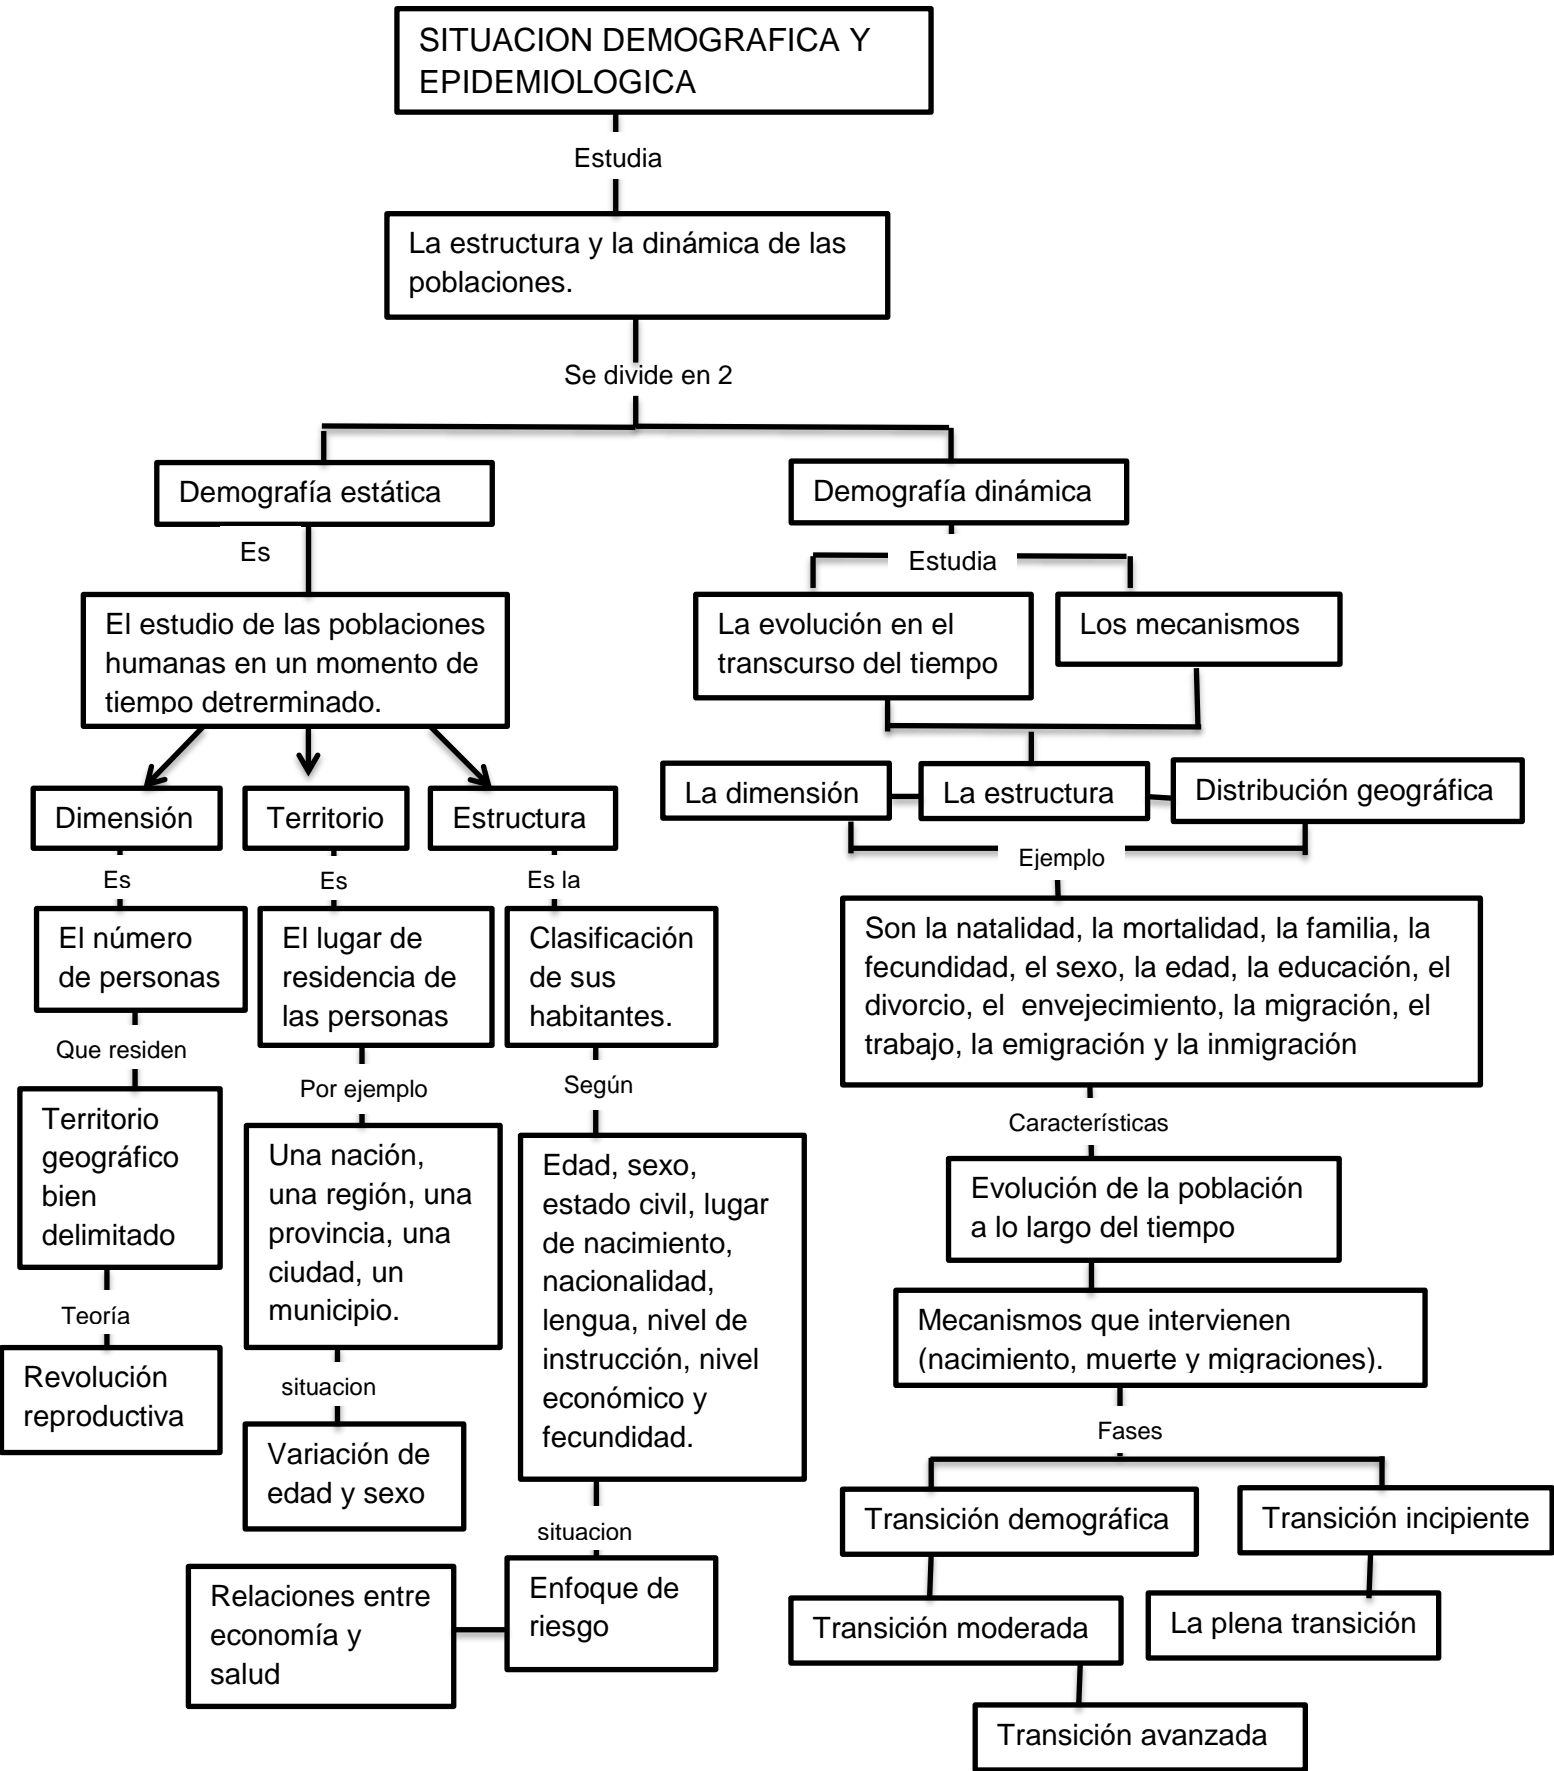 SITUACION DEMOGRAFICA Y
EPIDEMIOLOGICA
Estudia
La estructura y la dinámica de las
poblaciones.
Se divide en 2
Demografía estática
Es
El estudio de las poblaciones
humanas en un momento de
tiempo detrerminado.
Dimensión
Es
El número
de personas
Que residen
Territorio
geográfico
bien
delimitado
Teoría
Revolución
reproductiva
Territorio
Es
El lugar de
residencia de
las personas
Por ejemplo
Una nación,
una región, una
provincia, una
ciudad, un
municipio.
situacion
Variación de
edad y sexo
Estructura
Es la
Clasificación
de sus
habitantes.
Según
Edad, sexo,
estado civil, lugar
de nacimiento,
nacionalidad,
lengua, nivel de
instrucción, nivel
económico y
fecundidad.
situacion
Enfoque de
riesgo
Relaciones entre
economía y
salud
Demografía dinámica
Estudia
La evolución en el
transcurso del tiempo
Los mecanismos
La dimensión
La estructura
Distribución geográfica
Ejemplo
Son la natalidad, la mortalidad, la familia, la
fecundidad, el sexo, la edad, la educación, el
divorcio, el  envejecimiento, la migración, el
trabajo, la emigración y la inmigración
Características
Evolución de la población
a lo largo del tiempo
Mecanismos que intervienen
(nacimiento, muerte y migraciones).
Fases
Transición demográfica
Transición incipiente
Transición moderada
La plena transición
Transición avanzada